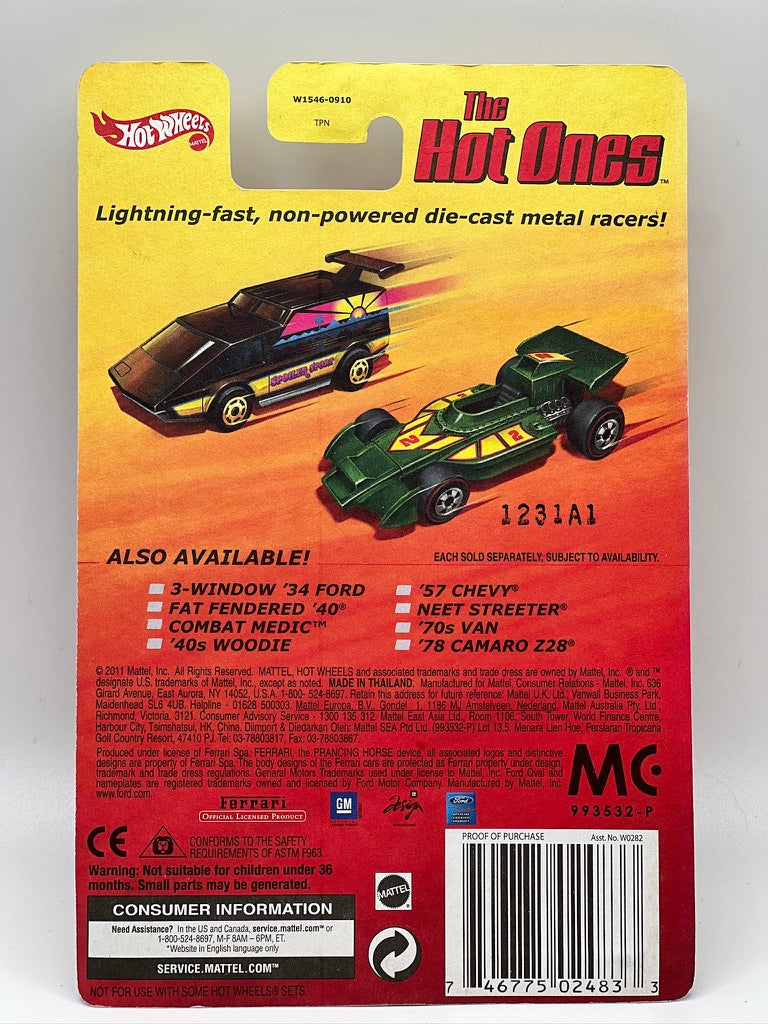 W1546-0910
TPN
HOT WHEELS
MATTEL
The
Hot Ones™
Lightning-fast, non-powered die-cast metal racers!
SPOILER SPORT
2
2
1231A1
ALSO AVAILABLE!
EACH SOLD SEPARATELY, SUBJECT TO AVAILABILITY.
3-WINDOW '34 FORD
FAT FENDERED '40®
COMBAT MEDIC™
'40s WOODIE
'57 CHEVY®
NEET STREETER®
'70s VAN
'78 CAMARO Z28®
© 2011 Mattel, Inc. All Rights Reserved. MATTEL, HOT WHEELS and associated trademarks and trade dress are owned by Mattel, Inc. ® and ™
designate U.S. trademarks of Mattel, Inc., except as noted. MADE IN THAILAND. Manufactured for Mattel. Consumer Relations - Mattel, Inc. 636
Girard Avenue, East Aurora, NY 14052, U.S.A. 1-800- 524-8697. Retain this address for future reference: Mattel U.K. Ltd., Vanwall Business Park,
Maidenhead SL6 4UB. Helpline - 01628 500303. Mattel Europa, B.V., Gondel 1, 1186 MJ Amstelveen, Nederland. Mattel Australia Pty. Ltd.,
Richmond, Victoria. 3121. Consumer Advisory Service - 1300 135 312. Mattel East Asia Ltd., Room 1106, South Tower, World Finance Centre,
Harbour City, Tsimshatsui, HK, China. Diimport & Diedarkan Oleh: Mattel SEA Ptd Ltd. (993532-P) Lot 13.5 Menara Lien Hoe, Persiaran Tropicana
Golf Country Resort, 47410 PJ. Tel: 03-78803817, Fax: 03-78803867.
Produced under license of Ferrari Spa. FERRARI, the PRANCING HORSE device, all associated logos and distinctive
designs are property of Ferrari Spa. The body designs of the Ferrari cars are protected as Ferrari property under design,
trademark and trade dress regulations. General Motors Trademarks used under license to Mattel, Inc. Ford Oval and
nameplates are registered trademarks owned and licensed by Ford Motor Company. Manufactured by Mattel, Inc.
www.ford.com
MC
993532-P
Ferrari
OFFICIAL LICENSED PRODUCT
GM
design
Ford
OFFICIAL LICENSED PRODUCT
CE
CONFORMS TO THE SAFETY
REQUIREMENTS OF ASTM F963.
Warning: Not suitable for children under 36
months. Small parts may be generated.
CONSUMER INFORMATION
Need Assistance? In the US and Canada, service.mattel.com™ or
1-800-524-8697, M-F 8AM – 6PM, ET.
*Website in English language only
SERVICE.MATTEL.COM™
NOT FOR USE WITH SOME HOT WHEELS® SETS.
MATTEL
PROOF OF PURCHASE
Asst. No. W0282
7 46775 02483 3